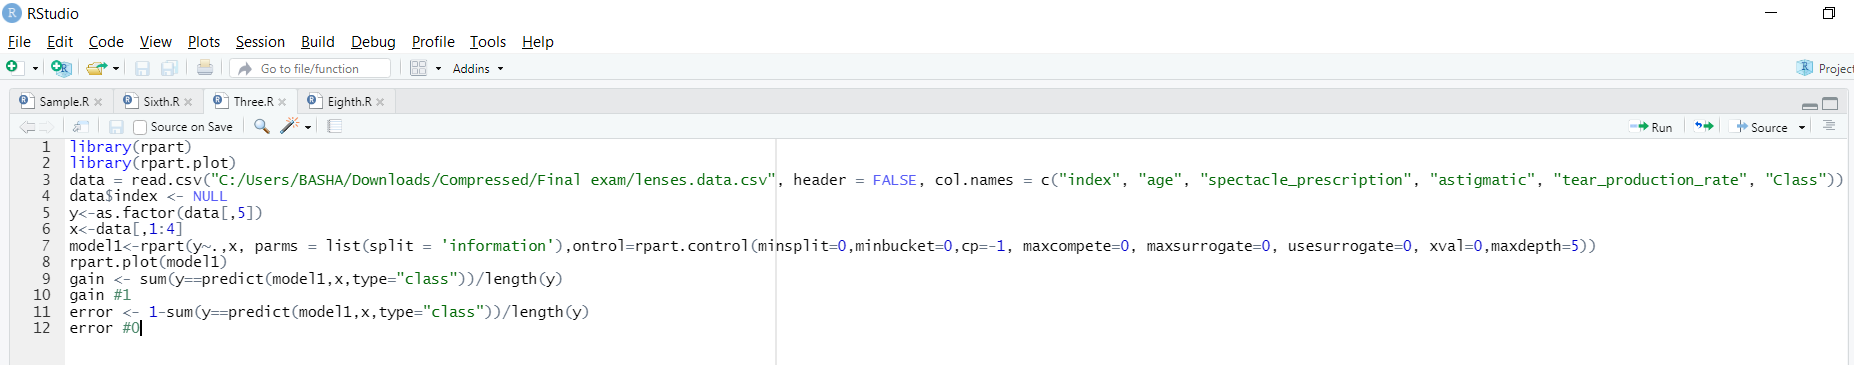 RStudio
File Edit Code View Plots Session Build Debug Profile Tools Help
Go to file/function Addins Project
Sample.R Sixth.R Three.R Eighth.R
Source on Save Run Source
1 library(rpart)
2 library(rpart.plot)
3 data = read.csv("C:/Users/BASHA/Downloads/Compressed/Final exam/lenses.data.csv", header = FALSE, col.names = c("index", "age", "spectacle_prescription", "astigmatic", "tear_production_rate", "Class"))
4 data$index <- NULL
5 y<-as.factor(data[,5])
6 x<-data[,1:4]
7 model1<-rpart(y~.,x, parms = list(split = 'information'),ontrol=rpart.control(minsplit=0,minbucket=0,cp=-1, maxcompete=0, maxsurrogate=0, usesurrogate=0, xval=0,maxdepth=5))
8 rpart.plot(model1)
9 gain <- sum(y==predict(model1,x,type="class"))/length(y)
10 gain #1
11 error <- 1-sum(y==predict(model1,x,type="class"))/length(y)
12 error #0